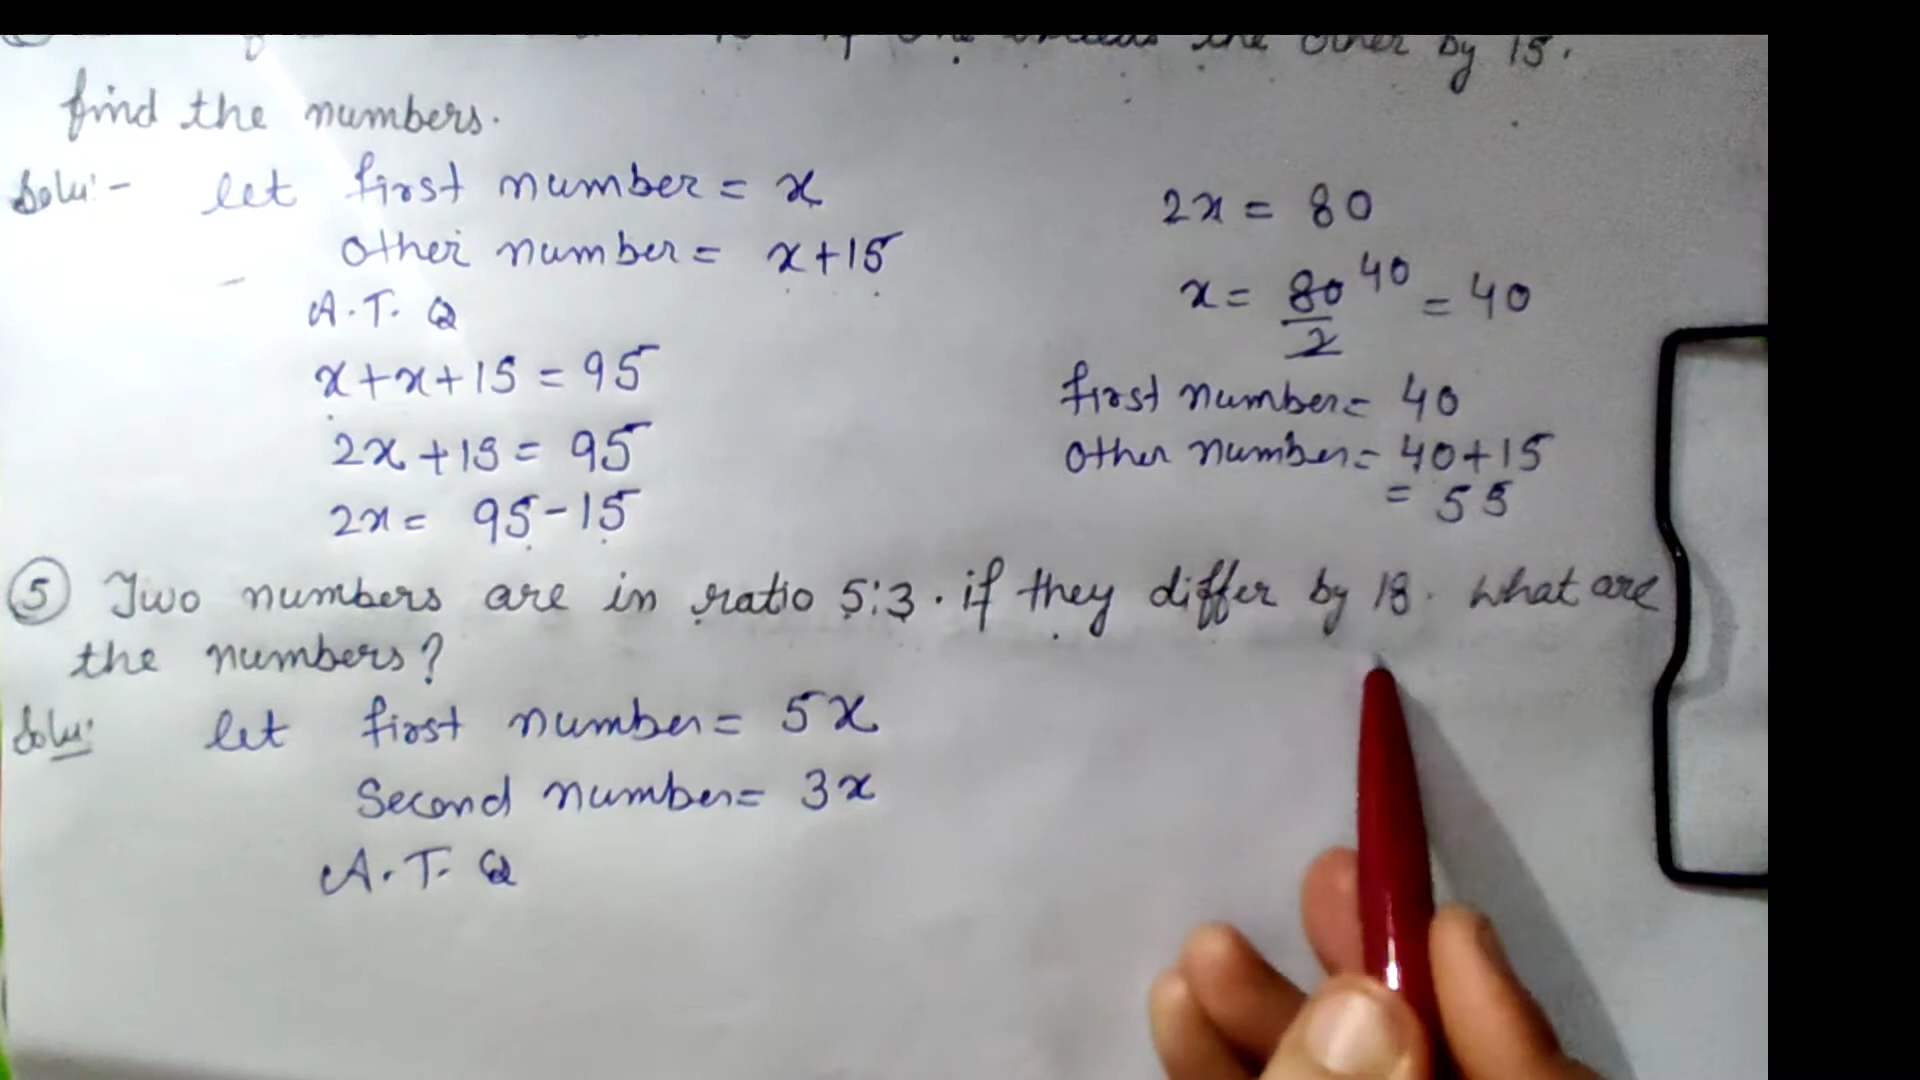 the other by 15.
find the numbers.
Solu:- let first number = x
other number = x+15
A.T.Q
x+x+15 = 95
2x+15 = 95
2x = 95-15
2x = 80
x = 80/2 40 = 40
first number = 40
other number = 40+15
= 55
5 Two numbers are in ratio 5:3. if they differ by 18. what are
the numbers?
Solu: let first number = 5x
Second number = 3x
A.T.Q